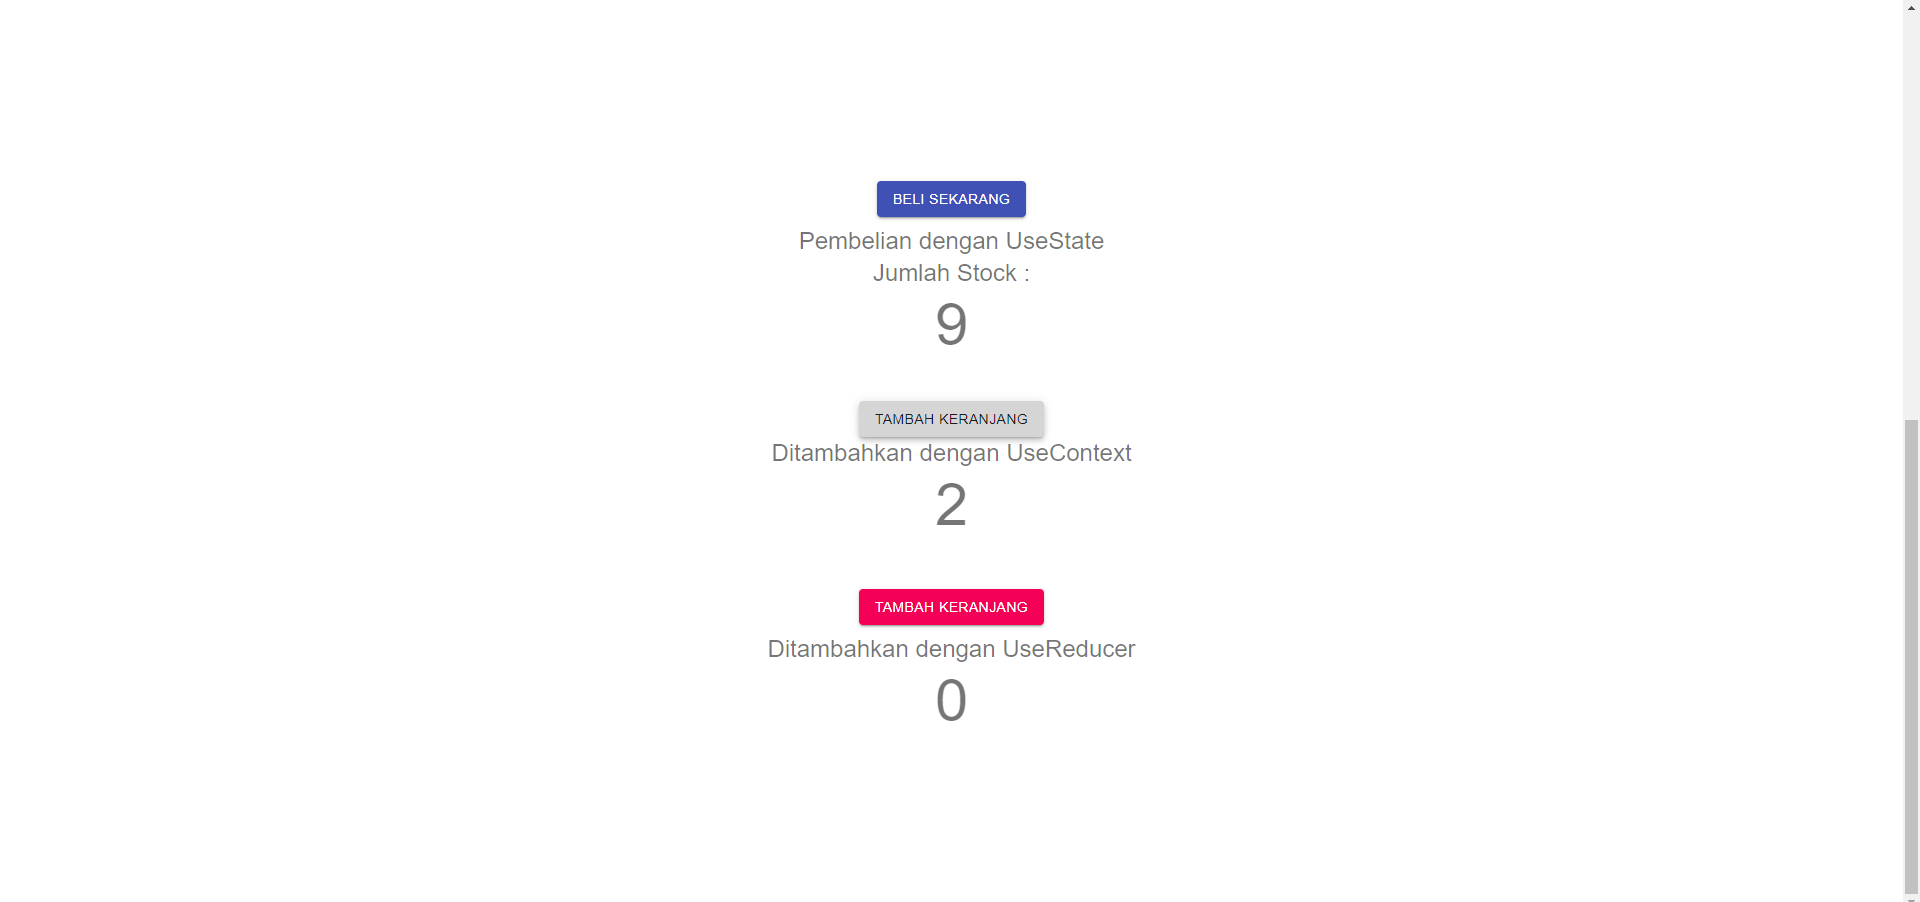 BELI SEKARANG
Pembelian dengan UseState
Jumlah Stock :
9
TAMBAH KERANJANG
Ditambahkan dengan UseContext
2
TAMBAH KERANJANG
Ditambahkan dengan UseReducer
0